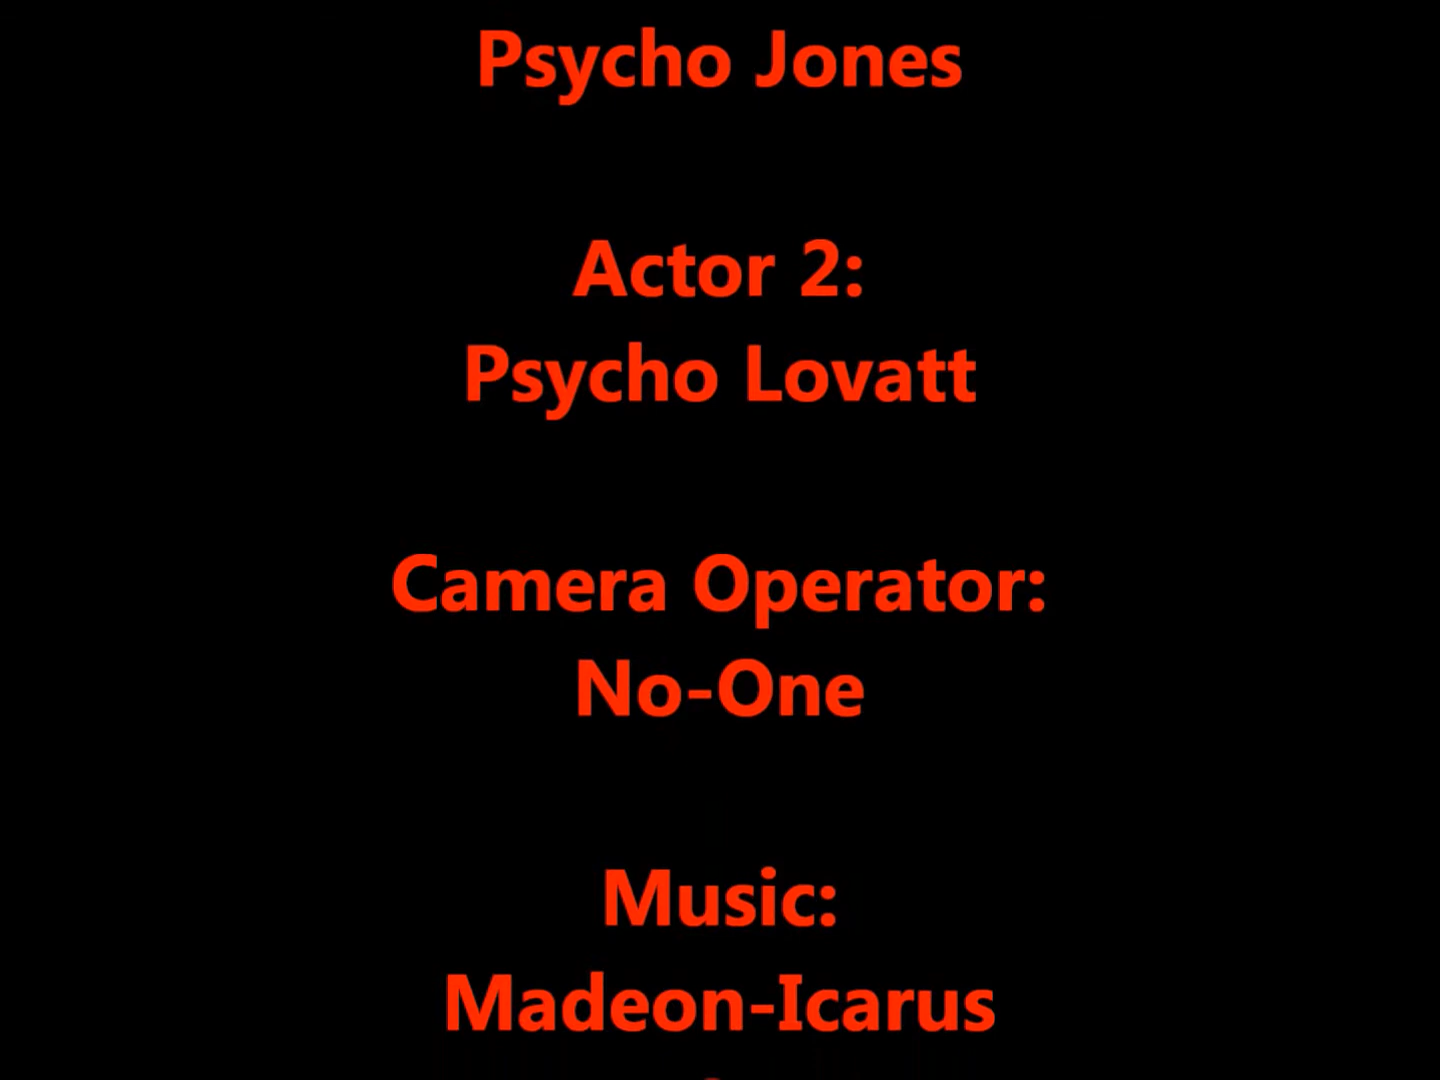 Psycho Jones
Actor 2:
Psycho Lovatt
Camera Operator:
No-One
Music:
Madeon-Icarus